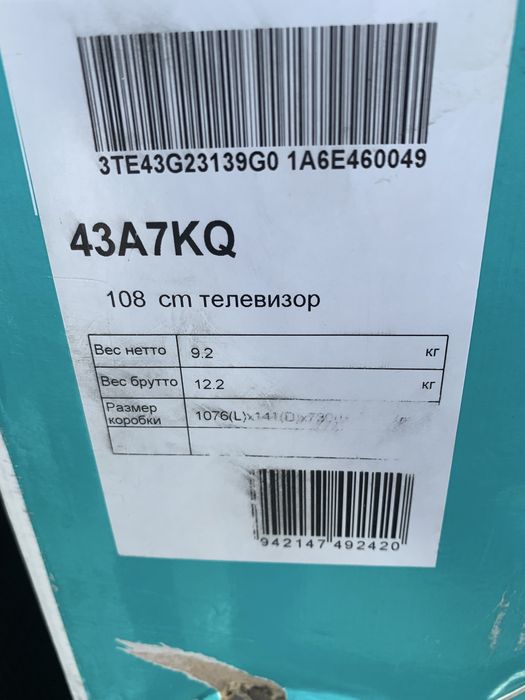 3TE43G23139G0 1A6E460049
43A7KQ
108 cm телевизор
Вес нетто 9.2 кг
Вес брутто 12.2 кг
Размер коробки 1076(L)x141(D)x730
942147 492420